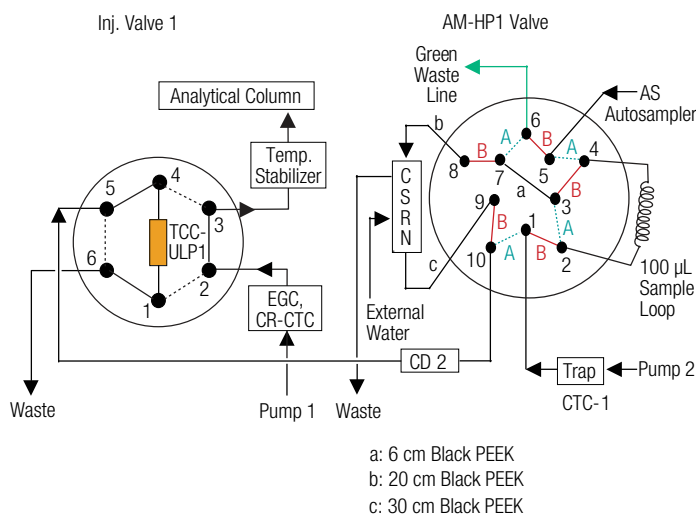 Inj. Valve 1
AM-HP1 Valve
Green
Waste
Line
Analytical Column
AS
Autosampler
Temp.
Stabilizer
b
6
A
B
A
B
8
7
5
4
C
S
R
N
a
B
5
4
3
TCC-
ULP1
9
B
1
3
A
6
1
2
10
A
B
2
c
100 µL
Sample
Loop
EGC,
CR-CTC
External
Water
CD 2
Trap
Pump 2
CTC-1
Waste
Pump 1
Waste
a: 6 cm Black PEEK
b: 20 cm Black PEEK
c: 30 cm Black PEEK